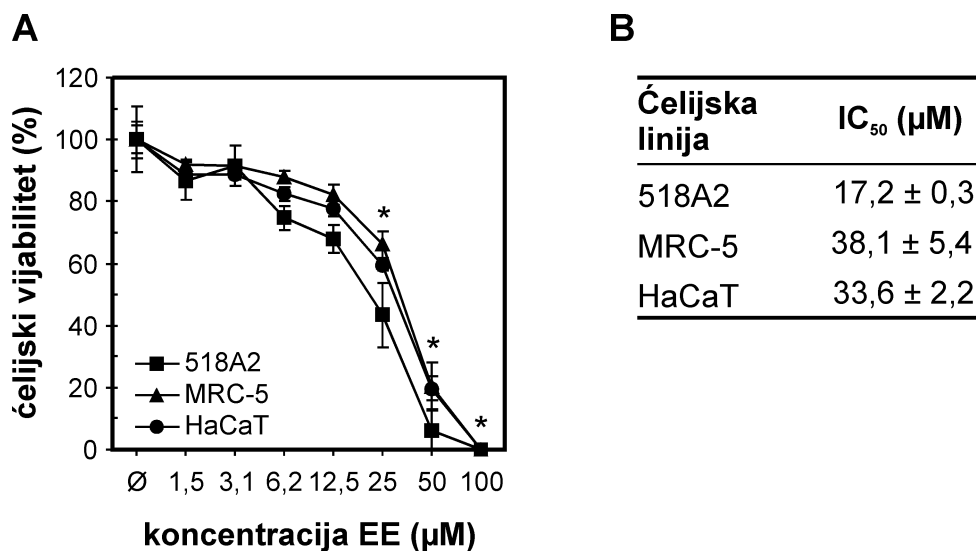 A
B
120
100
80
60
40
20
0
ćelijski vijabilitet (%)
518A2
MRC-5
HaCaT
*
*
*
Ø 1,5 3,1 6,2 12,5 25 50 100
koncentracija EE (µM)
Ćelijska
linija
IC₅₀ (µM)
518A2 17,2 ± 0,3
MRC-5 38,1 ± 5,4
HaCaT 33,6 ± 2,2